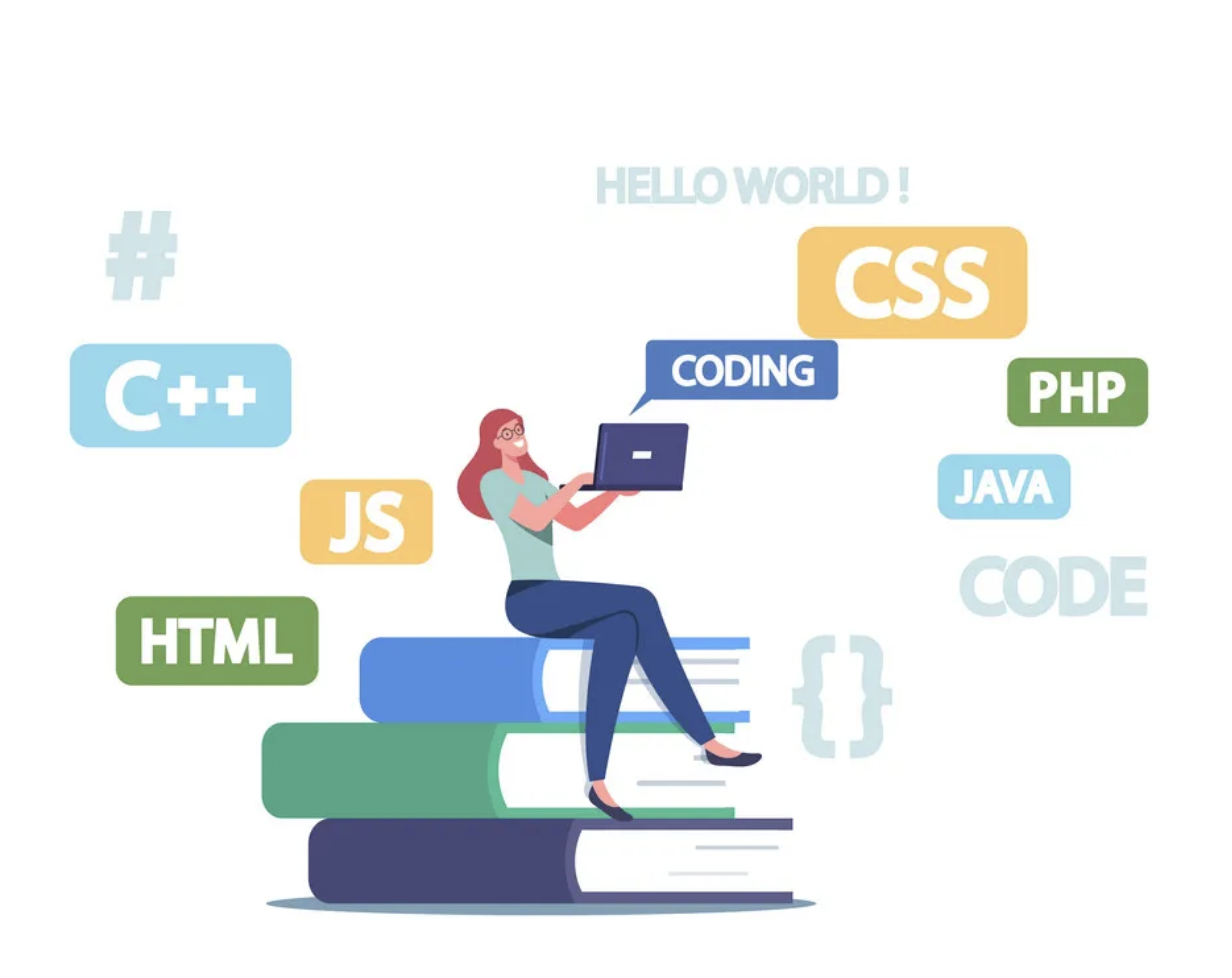 HELLO WORLD !
#
CSS
C++
CODING
PHP
JAVA
JS
CODE
HTML
{}